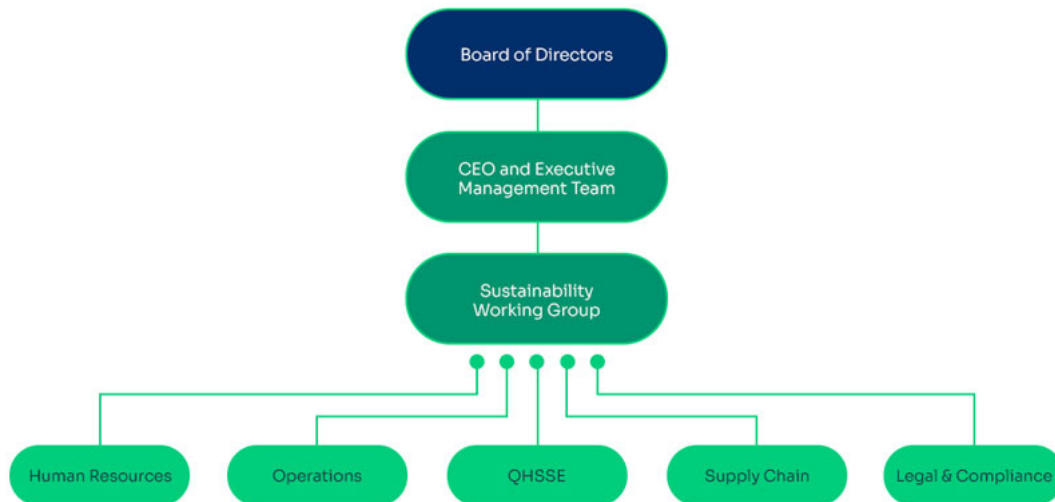 Board of Directors
CEO and Executive
Management Team
Sustainability
Working Group
Human Resources
Operations
QHSSE
Supply Chain
Legal & Compliance